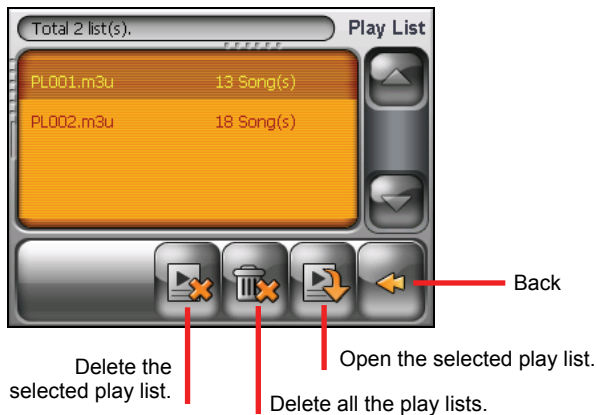 Total 2 list(s).
Play List
PL001.m3u 13 Song(s)
PL002.m3u 18 Song(s)
Back
Delete the
selected play list.
Open the selected play list.
Delete all the play lists.